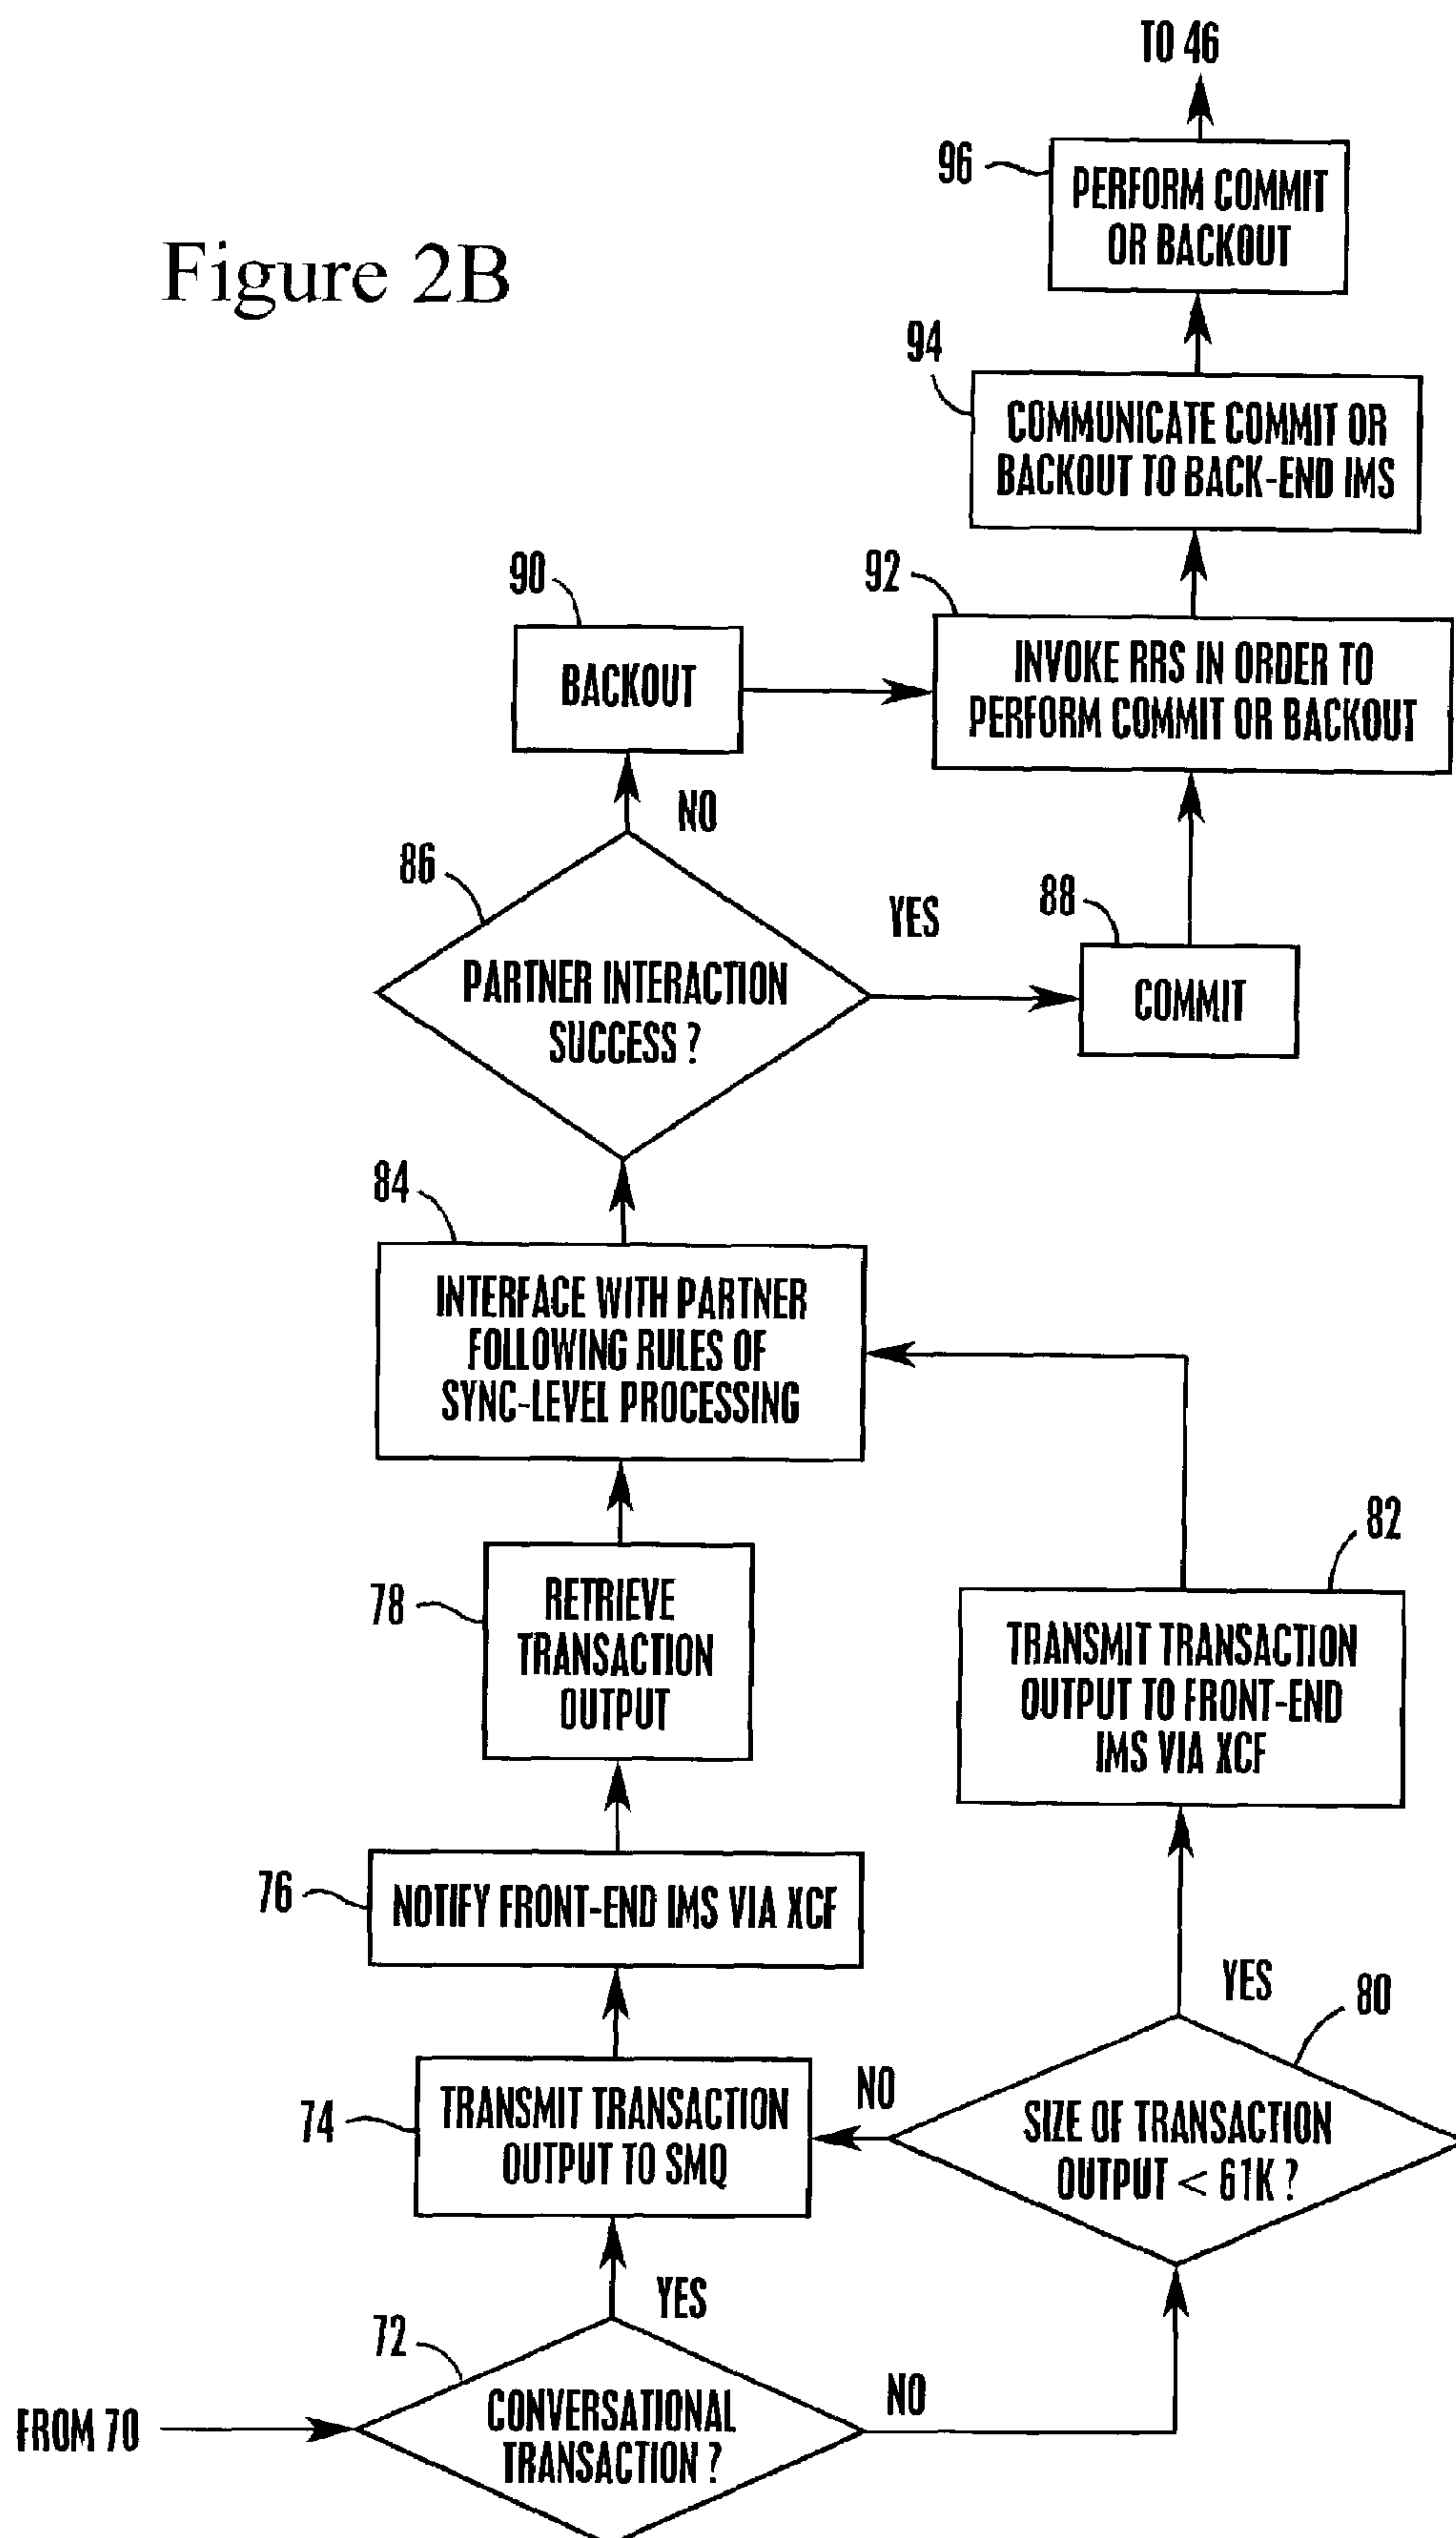 TO 46
96
PERFORM COMMIT
OR BACKOUT
Figure 2B
94
COMMUNICATE COMMIT OR
BACKOUT TO BACK-END IMS
90
92
BACKOUT
INVOKE RRS IN ORDER TO
PERFORM COMMIT OR BACKOUT
NO
86
YES
88
PARTNER INTERACTION
SUCCESS ?
COMMIT
84
INTERFACE WITH PARTNER
FOLLOWING RULES OF
SYNC-LEVEL PROCESSING
82
78
RETRIEVE
TRANSACTION
OUTPUT
TRANSMIT TRANSACTION
OUTPUT TO FRONT-END
IMS VIA XCF
76
NOTIFY FRONT-END IMS VIA XCF
YES
80
74
TRANSMIT TRANSACTION
OUTPUT TO SMQ
NO
SIZE OF TRANSACTION
OUTPUT < 61K ?
YES
72
NO
FROM 70
CONVERSATIONAL
TRANSACTION ?